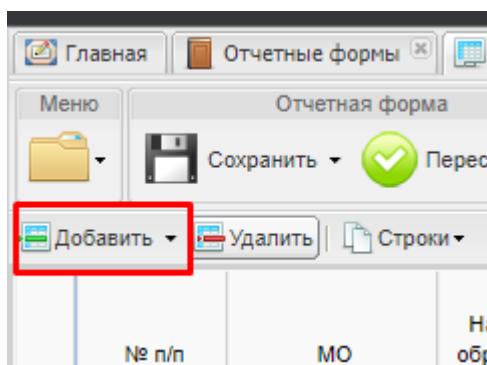 Главная Отчетные формы
Меню Отчетная форма
Сохранить
Добавить Удалить Строки
№ п/п МО